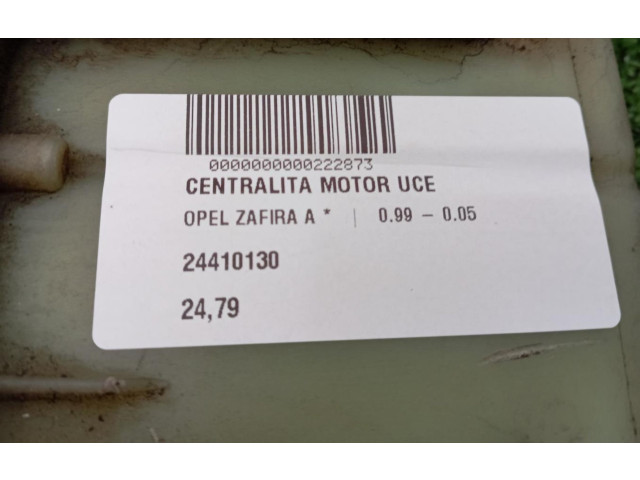 0000000000222873
CENTRALITA MOTOR UCE
OPEL ZAFIRA A * | 0.99 – 0.05
24410130
24,79